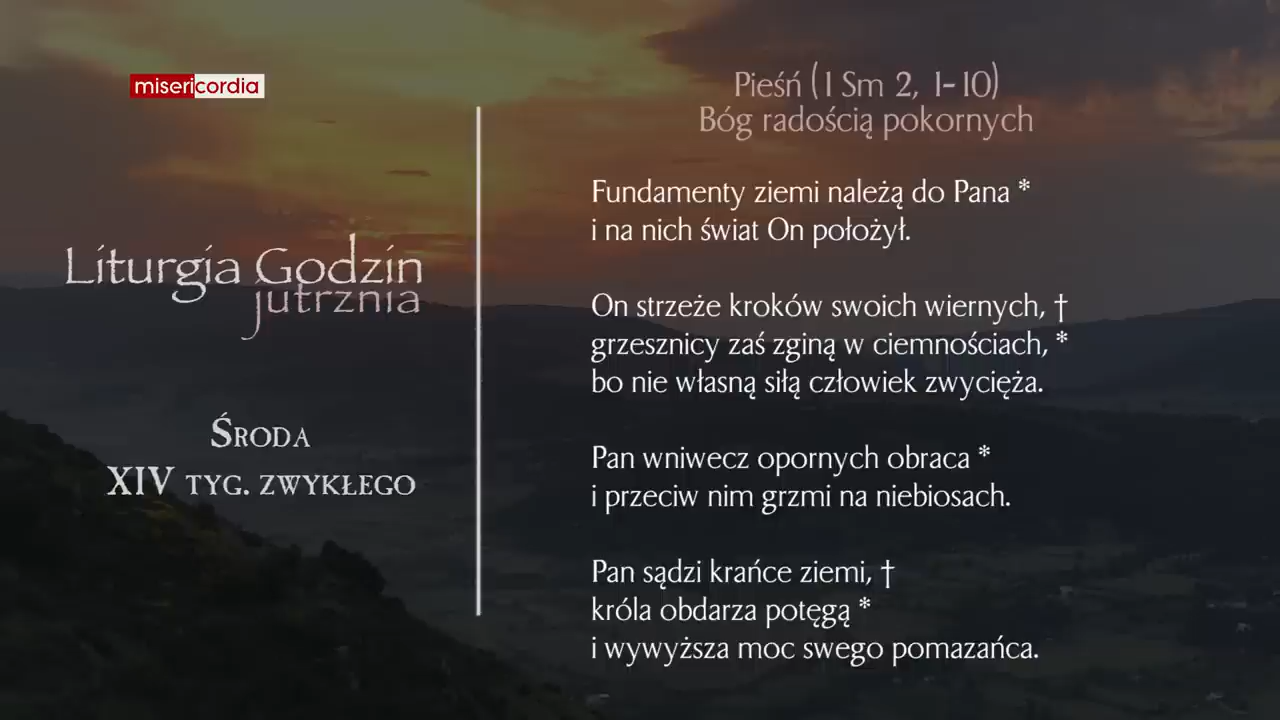 misericordia
Liturgia Godzin
jutrznia
Środa
XIV tyg. zwykłego
Pieśń (1 Sm 2, 1-10)
Bóg radością pokornych
Fundamenty ziemi należą do Pana *
i na nich świat On położył.
On strzeże kroków swoich wiernych, †
grzesznicy zaś zginą w ciemnościach, *
bo nie własną siłą człowiek zwycięża.
Pan wniwecz opornych obraca *
i przeciw nim grzmi na niebiosach.
Pan sądzi krańce ziemi, †
króla obdarza potęgą *
i wywyższa moc swego pomazańca.